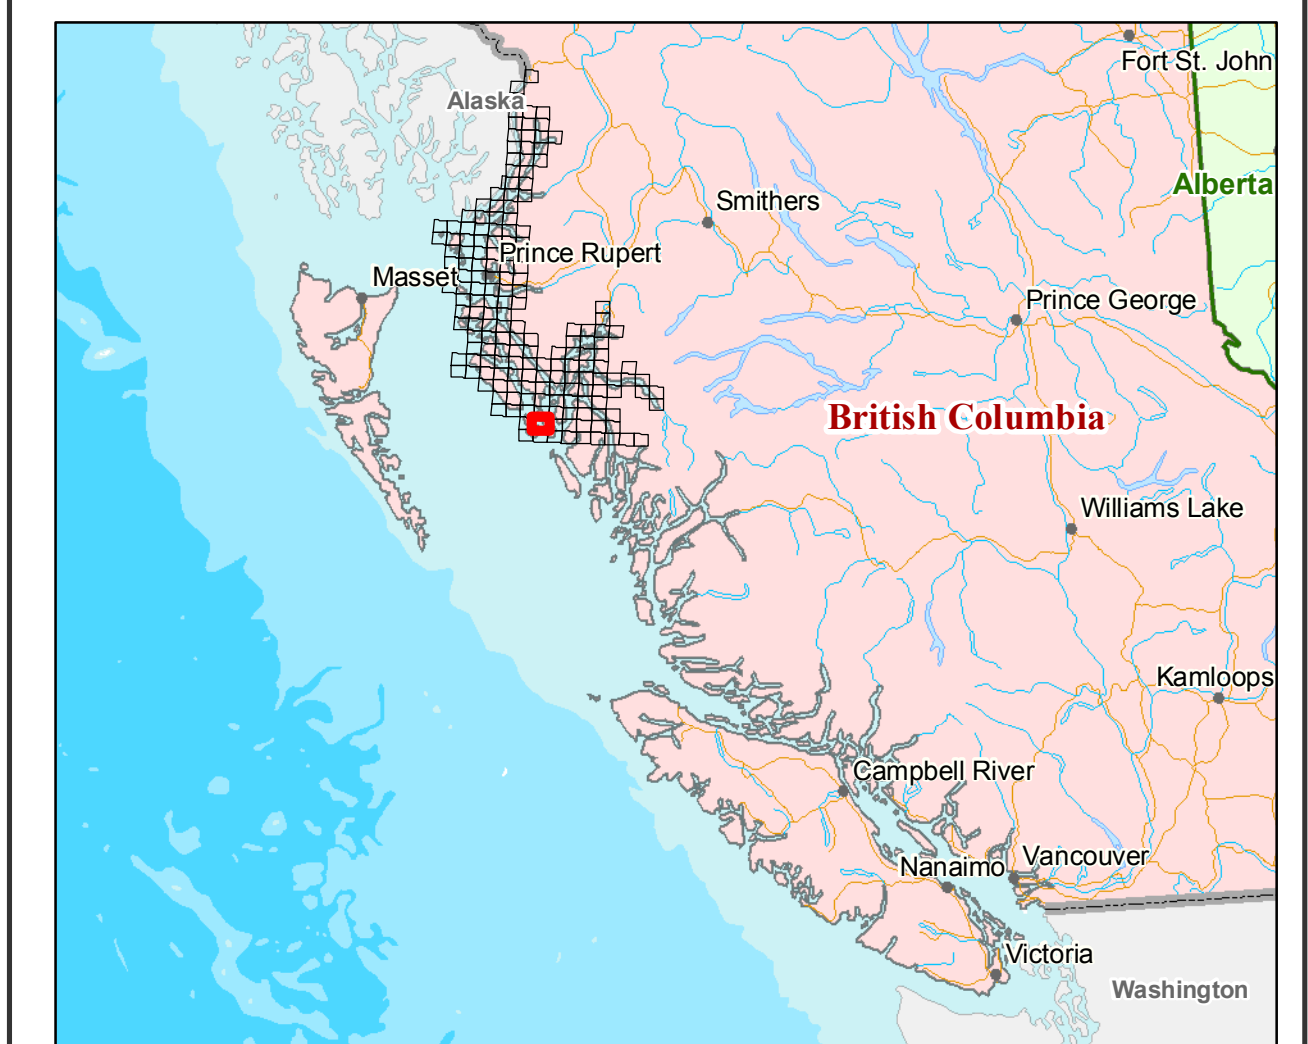 Fort St. John
Alaska
Alberta
Smithers
Prince Rupert
Masset
Prince George
British Columbia
Williams Lake
Kamloops
Campbell River
Vancouver
Nanaimo
Victoria
Washington